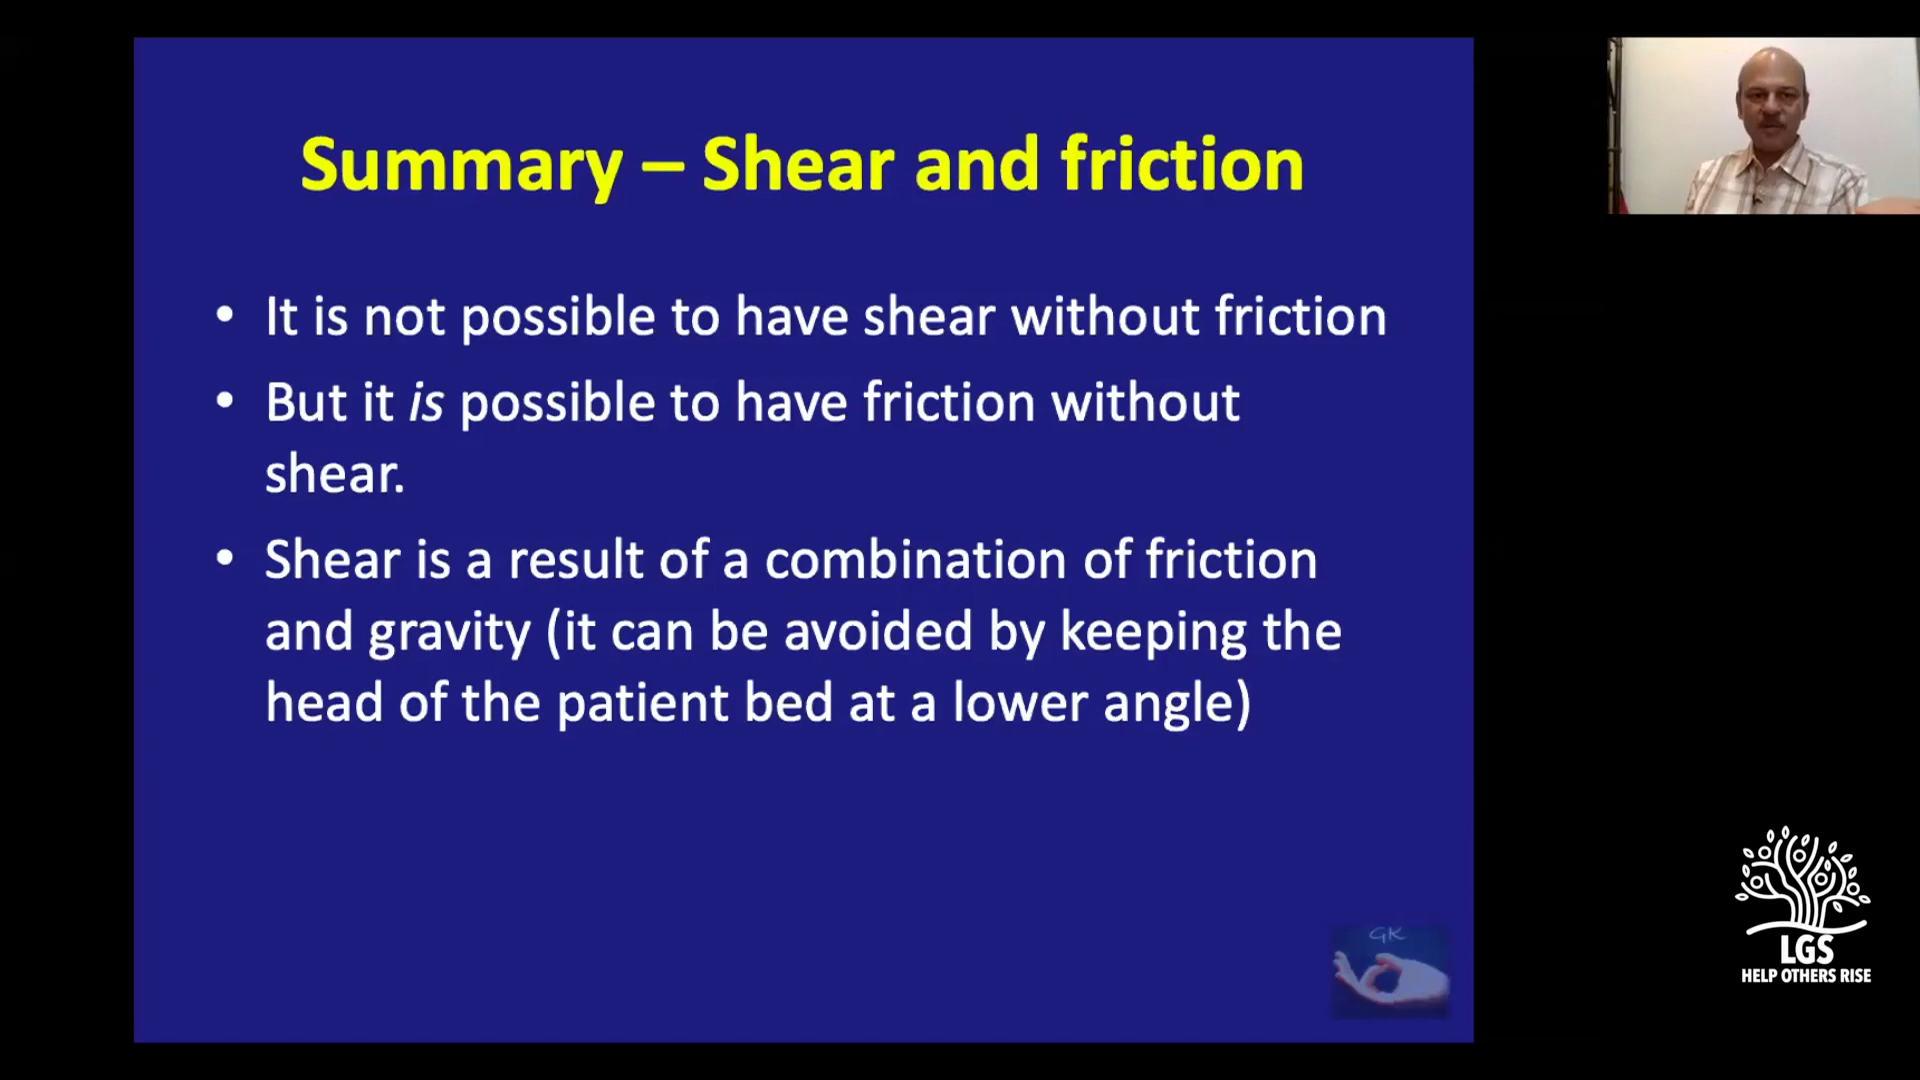 Summary – Shear and friction
• It is not possible to have shear without friction
• But it is possible to have friction without
shear.
• Shear is a result of a combination of friction
and gravity (it can be avoided by keeping the
head of the patient bed at a lower angle)
GK
LGS
HELP OTHERS RISE